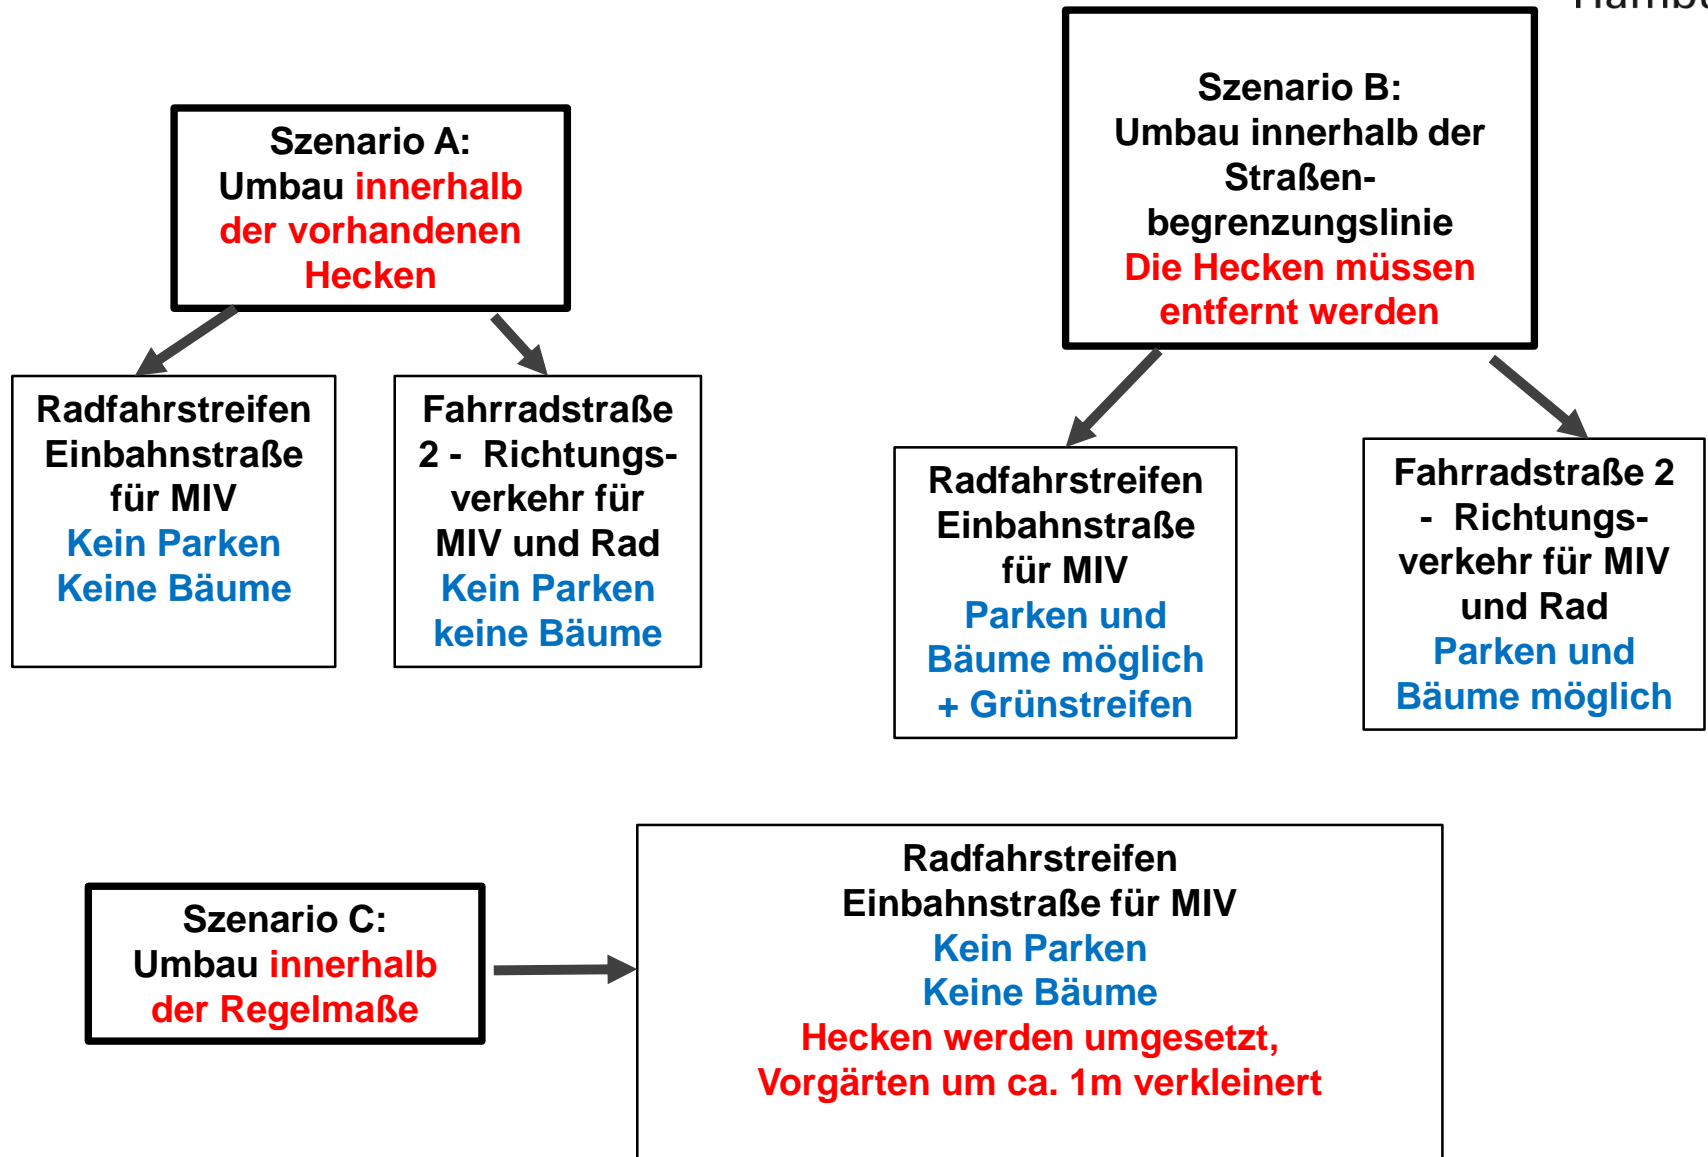 Szenario A:
Umbau innerhalb
der vorhandenen
Hecken
Szenario B:
Umbau innerhalb der
Straßen-
begrenzungslinie
Die Hecken müssen
entfernt werden
Radfahrstreifen
Einbahnstraße
für MIV
Kein Parken
Keine Bäume
Fahrradstraße
2 - Richtungs-
verkehr für
MIV und Rad
Kein Parken
keine Bäume
Radfahrstreifen
Einbahnstraße
für MIV
Parken und
Bäume möglich
+ Grünstreifen
Fahrradstraße 2
- Richtungs-
verkehr für MIV
und Rad
Parken und
Bäume möglich
Szenario C:
Umbau innerhalb
der Regelmaße
Radfahrstreifen
Einbahnstraße für MIV
Kein Parken
Keine Bäume
Hecken werden umgesetzt,
Vorgärten um ca. 1m verkleinert